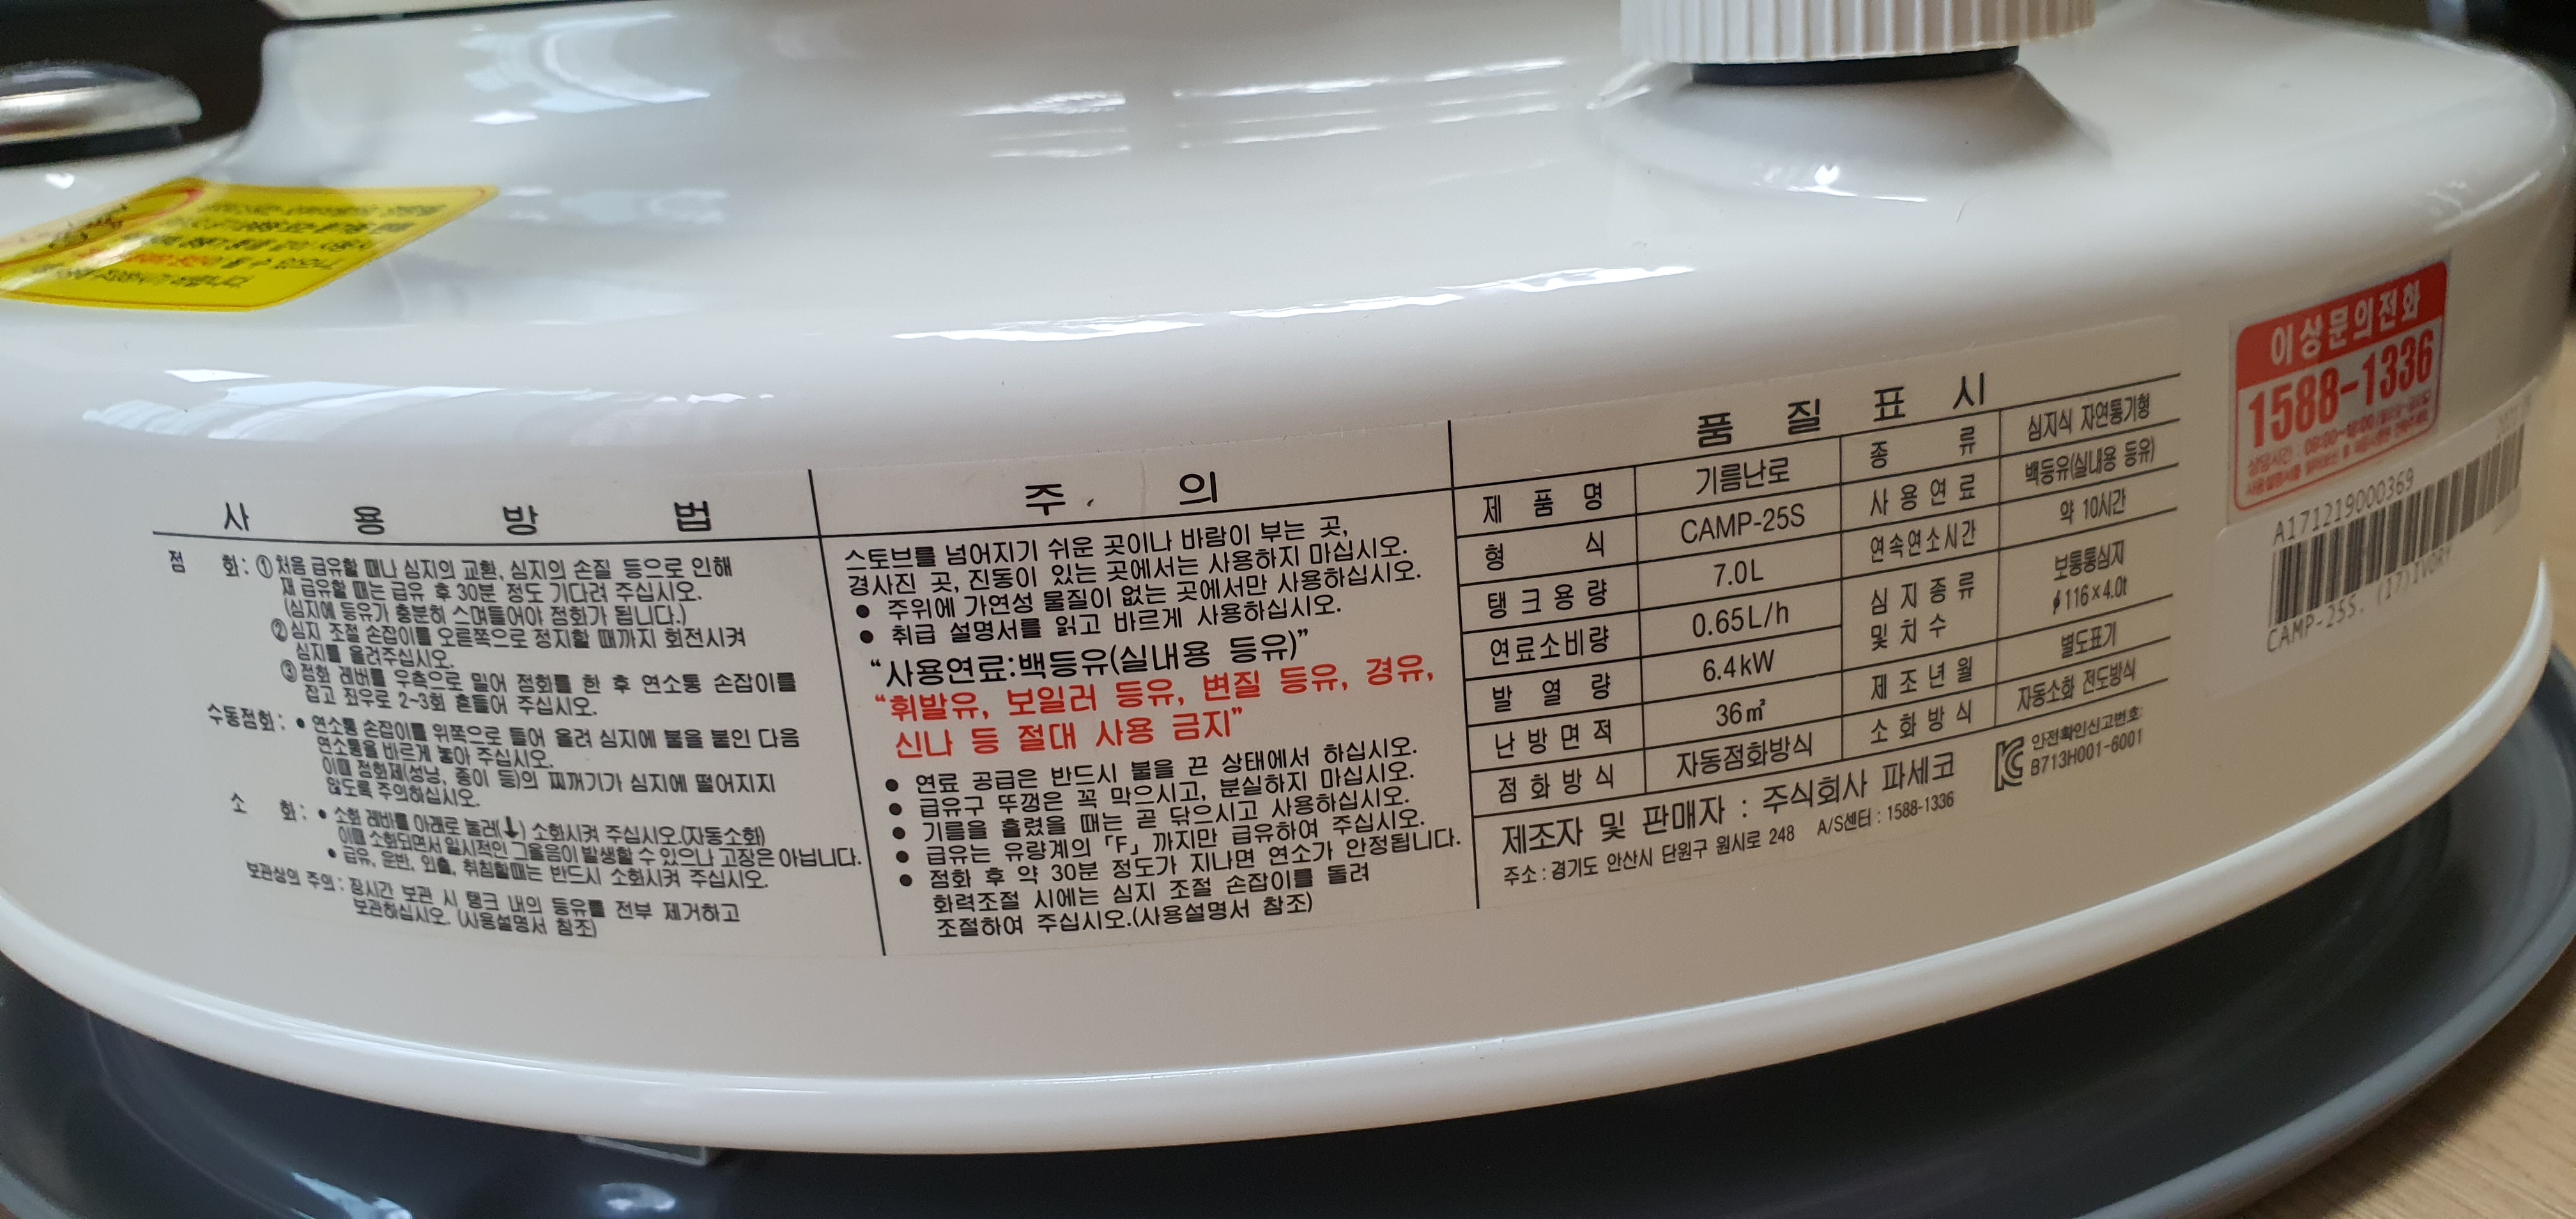 사 용 방 법
점 화: ①처음 급유할 때나 심지의 교환, 심지의 손질 등으로 인해
재 급유할 때는 급유 후 30분 정도 기다려 주십시오.
(심지에 등유가 충분히 스며들어야 점화가 됩니다.)
②심지 조절 손잡이를 오른쪽으로 정지할 때까지 회전시켜
심지를 올려주십시오.
③점화 레버를 우측으로 밀어 점화를 한 후 연소통 손잡이를
잡고 좌우로 2~3회 흔들어 주십시오.
수동점화: ● 연소통 손잡이를 위쪽으로 들어 올려 심지에 불을 붙인 다음
연소통을 바르게 놓아 주십시오.
이때 점화제(성냥, 종이 등)의 찌꺼기가 심지에 떨어지지
않도록 주의하십시오.
소 화: ● 소화 레바를 아래로 눌러(↓) 소화시켜 주십시오.(자동소화)
이때 소화되면서 일시적인 그을음이 발생할 수 있으나 고장은 아닙니다.
● 급유, 운반, 외출, 취침할때는 반드시 소화시켜 주십시오.
보관상의 주의: 장시간 보관 시 탱크 내의 등유를 전부 제거하고
보관하십시오. (사용설명서 참조)
주 의
스토브를 넘어지기 쉬운 곳이나 바람이 부는 곳,
경사진 곳, 진동이 있는 곳에서는 사용하지 마십시오.
● 주위에 가연성 물질이 없는 곳에서만 사용하십시오.
● 취급 설명서를 읽고 바르게 사용하십시오.
“사용연료:백등유(실내용 등유)”
“휘발유, 보일러 등유, 변질 등유, 경유,
신나 등 절대 사용 금지”
● 연료 공급은 반드시 불을 끈 상태에서 하십시오.
● 급유구 뚜껑은 꼭 막으시고, 분실하지 마십시오.
● 기름을 흘렸을 때는 곧 닦으시고 사용하십시오.
● 급유는 유량계의 「F」까지만 급유하여 주십시오.
● 점화 후 약 30분 정도가 지나면 연소가 안정됩니다.
화력조절 시에는 심지 조절 손잡이를 돌려
조절하여 주십시오.(사용설명서 참조)
품 질 표 시
제 품 명 기름난로 종 류 심지식 자연통기형
형 식 CAMP-25S 사 용 연 료 백등유(실내용 등유)
탱 크 용 량 7.0L 연속연소시간 약 10시간
연료소비량 0.65L/h 심 지 종 류 및 치 수 보통통심지 ∮116×4.0t
발 열 량 6.4kW 제 조 년 월 별도표기
난 방 면 적 36㎡ 소 화 방 식 자동소화 전도방식
점 화 방 식 자동점화방식
제조자 및 판매자 : 주식회사 파세코
주소 : 경기도 안산시 단원구 원시로 248 A/S센터 : 1588-1336
안전확인신고번호:
B713H001-6001
이상문의전화
1588-1336
상담시간 :
A171219000369
CAMP-25S, (17)IVORY